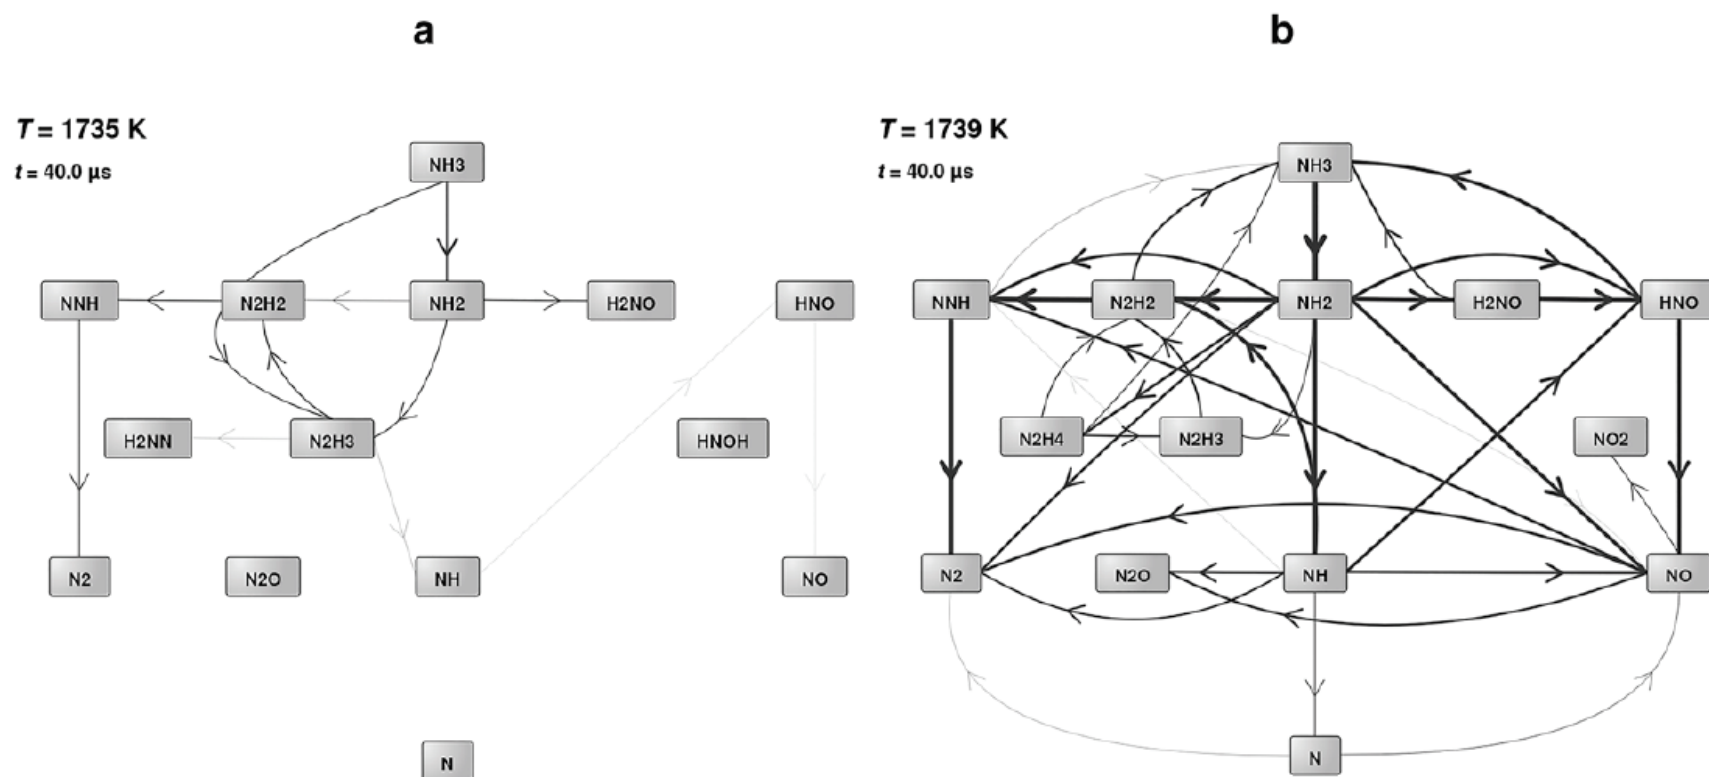 a
b
T = 1735 K
t = 40.0 µs
NH3
NNH
N2H2
NH2
H2NO
HNO
H2NN
N2H3
HNOH
N2
N2O
NH
NO
N
T = 1739 K
t = 40.0 µs
NH3
NNH
N2H2
NH2
H2NO
HNO
N2H4
N2H3
NO2
N2
N2O
NH
NO
N